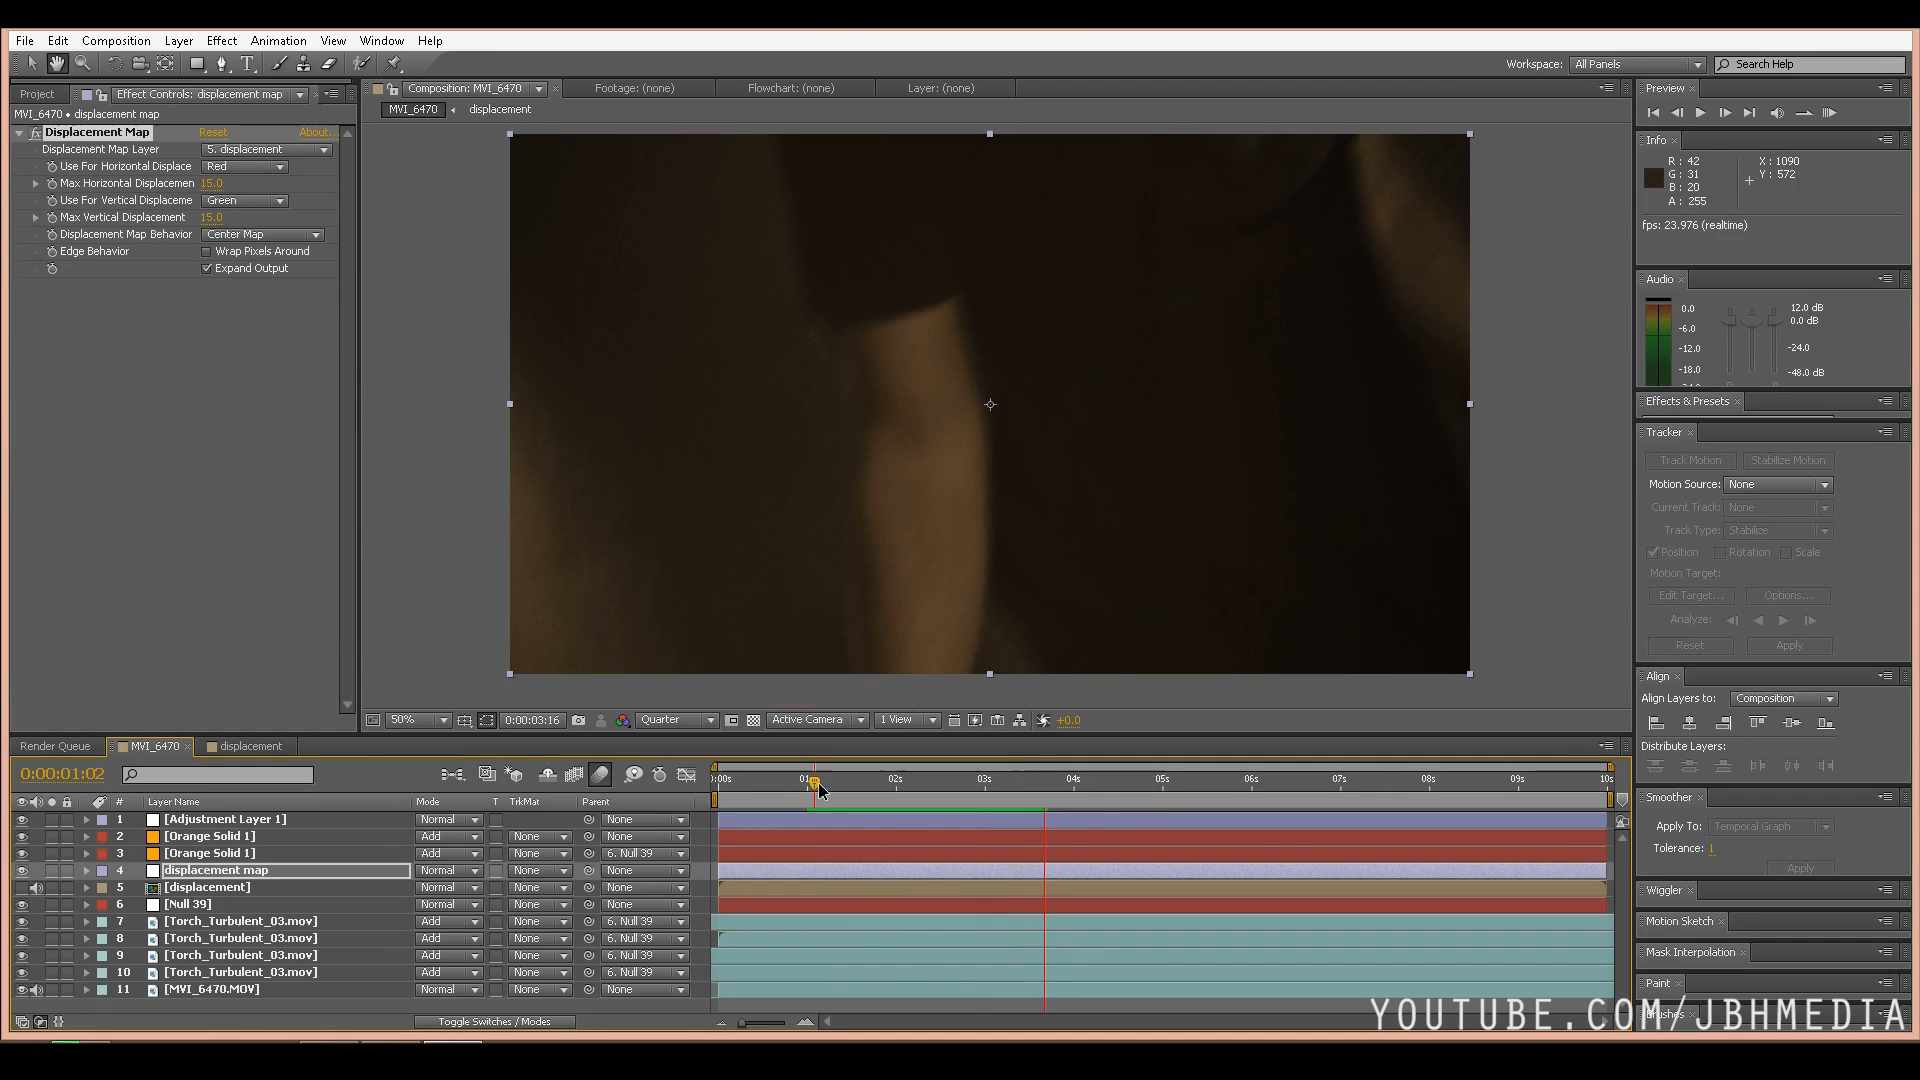 File Edit Composition Layer Effect Animation View Window Help
Workspace: All Panels Search Help
Project Effect Controls: displacement map
MVI_6470 • displacement map
Displacement Map Reset About...
Displacement Map Layer 5. displacement
Use For Horizontal Displace Red
Max Horizontal Displacemen 15.0
Use For Vertical Displaceme Green
Max Vertical Displacement 15.0
Displacement Map Behavior Center Map
Edge Behavior Wrap Pixels Around
Expand Output
Composition: MVI_6470 Footage: (none) Flowchart: (none) Layer: (none)
MVI_6470 displacement
50% 0:00:03:16 Quarter Active Camera 1 View +0.0
Preview
Info
R : 42 X : 1090
G : 31 Y : 572
B : 20
A : 255
fps: 23.976 (realtime)
Audio
0.0 12.0 dB
-6.0 0.0 dB
-12.0 -24.0
-18.0 -48.0 dB
Effects & Presets
Tracker
Track Motion Stabilize Motion
Motion Source: None
Current Track: None
Track Type: Stabilize
Position Rotation Scale
Motion Target:
Edit Target... Options...
Analyze:
Reset Apply
Align
Align Layers to: Composition
Distribute Layers:
Smoother
Apply To: Temporal Graph
Tolerance: 1
Apply
Wiggler
Motion Sketch
Mask Interpolation
Paint
Brushes
Render Queue MVI_6470 displacement
0:00:01:02
):00s 01 02s 03s 04s 05s 06s 07s 08s 09s 10s
# Layer Name Mode T TrkMat Parent
1 [Adjustment Layer 1] Normal None
2 [Orange Solid 1] Add None None
3 [Orange Solid 1] Add None 6. Null 39
4 displacement map Normal None None
5 [displacement] Normal None None
6 [Null 39] Normal None None
7 [Torch_Turbulent_03.mov] Add None 6. Null 39
8 [Torch_Turbulent_03.mov] Add None 6. Null 39
9 [Torch_Turbulent_03.mov] Add None 6. Null 39
10 [Torch_Turbulent_03.mov] Add None 6. Null 39
11 [MVI_6470.MOV] Normal None None
Toggle Switches / Modes
YOUTUBE.COM/JBHMEDIA